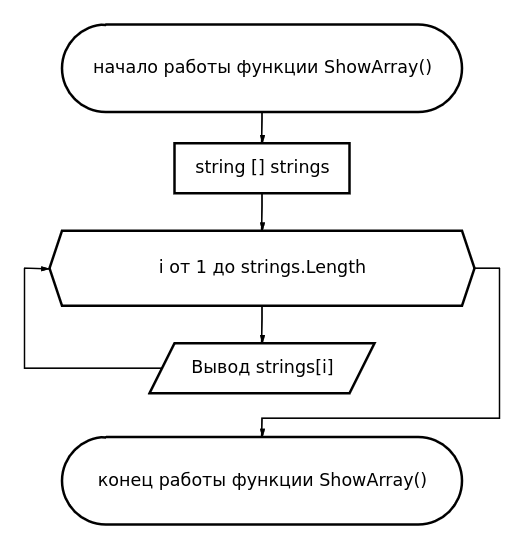 начало работы функции ShowArray()
string [] strings
i от 1 до strings.Length
Вывод strings[i]
конец работы функции ShowArray()